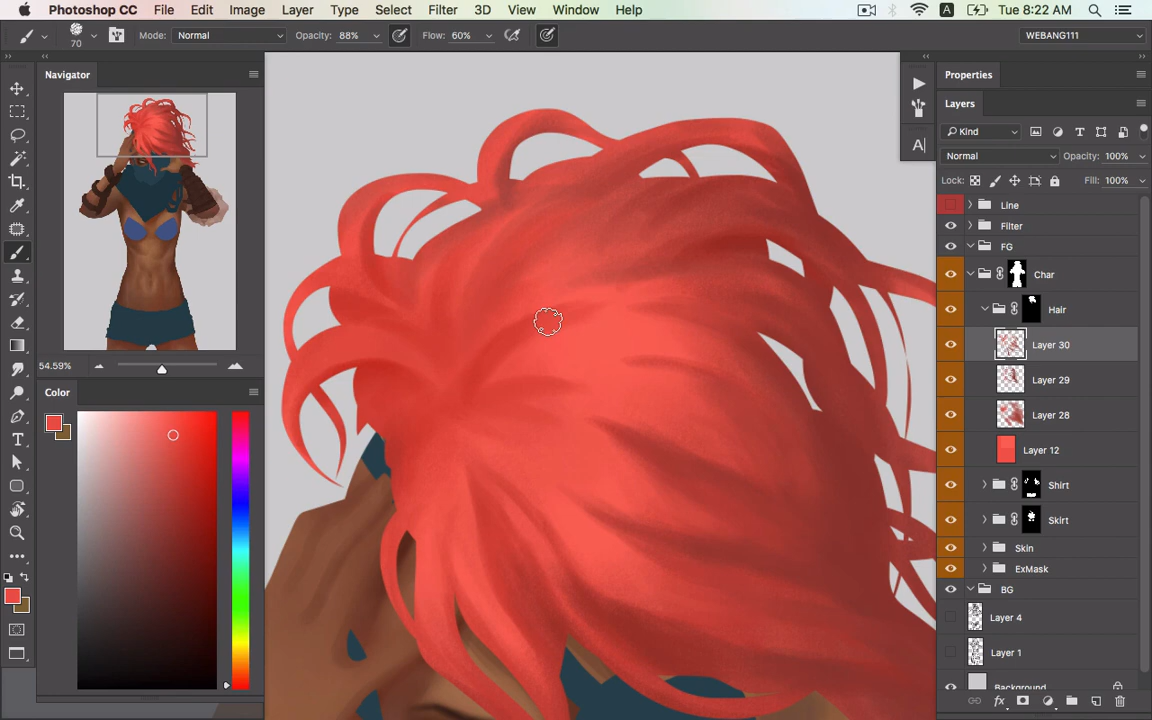 Photoshop CC File Edit Image Layer Type Select Filter 3D View Window Help A Tue 8:22 AM
70 Mode: Normal Opacity: 88% Flow: 60% WEBANG111
Navigator
54.59%
Color
T
A
Properties
Layers
Kind T
Normal Opacity: 100%
Lock: Fill: 100%
Line
Filter
FG
Char
Hair
Layer 30
Layer 29
Layer 28
Layer 12
Shirt
Skirt
Skin
ExMask
BG
Layer 4
Layer 1
Background
fx